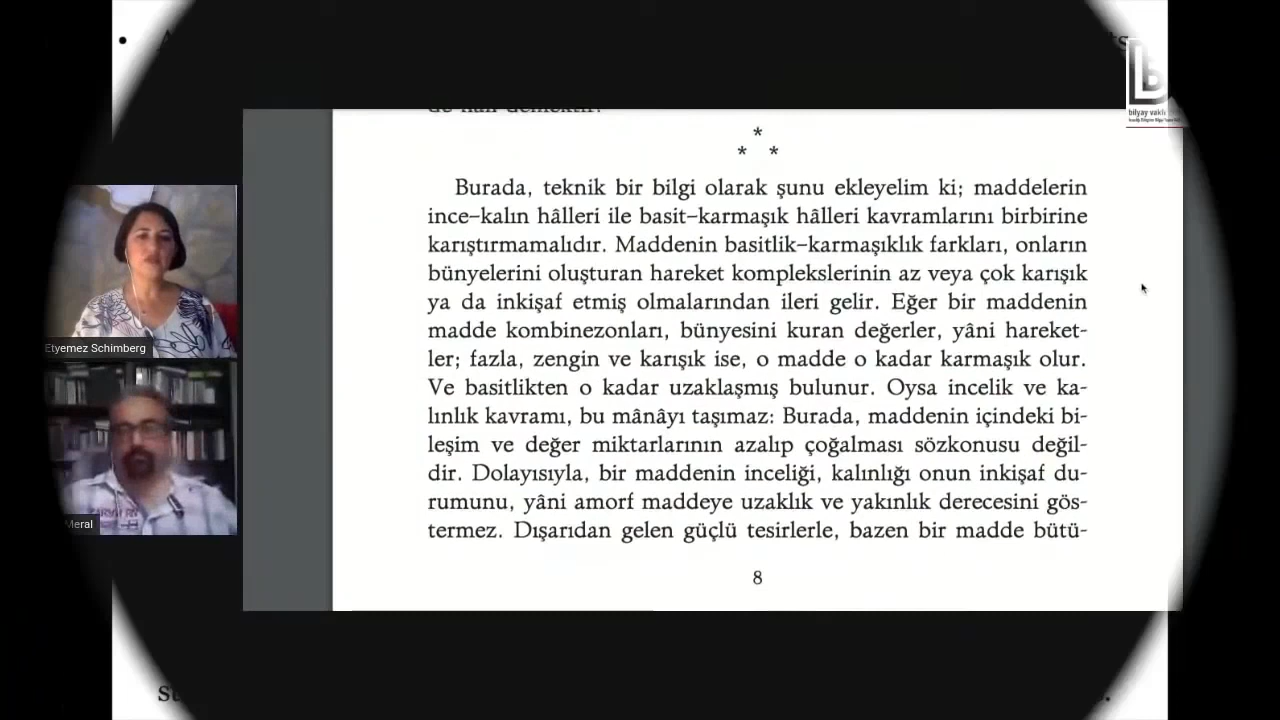 bilyay vakfı
*
* *
Burada, teknik bir bilgi olarak şunu ekleyelim ki; maddelerin
ince–kalın hâlleri ile basit–karmaşık hâlleri kavramlarını birbirine
karıştırmamalıdır. Maddenin basitlik–karmaşıklık farkları, onların
bünyelerini oluşturan hareket komplekslerinin az veya çok karışık
ya da inkişaf etmiş olmalarından ileri gelir. Eğer bir maddenin
madde kombinezonları, bünyesini kuran değerler, yâni hareket-
ler; fazla, zengin ve karışık ise, o madde o kadar karmaşık olur.
Ve basitlikten o kadar uzaklaşmış bulunur. Oysa incelik ve ka-
lınlık kavramı, bu mânâyı taşımaz: Burada, maddenin içindeki bi-
leşim ve değer miktarlarının azalıp çoğalması sözkonusu değil-
dir. Dolayısıyla, bir maddenin inceliği, kalınlığı onun inkişaf du-
rumunu, yâni amorf maddeye uzaklık ve yakınlık derecesini gös-
termez. Dışarıdan gelen güçlü tesirlerle, bazen bir madde bütü-
8
Etyemez Schimberg
Meral